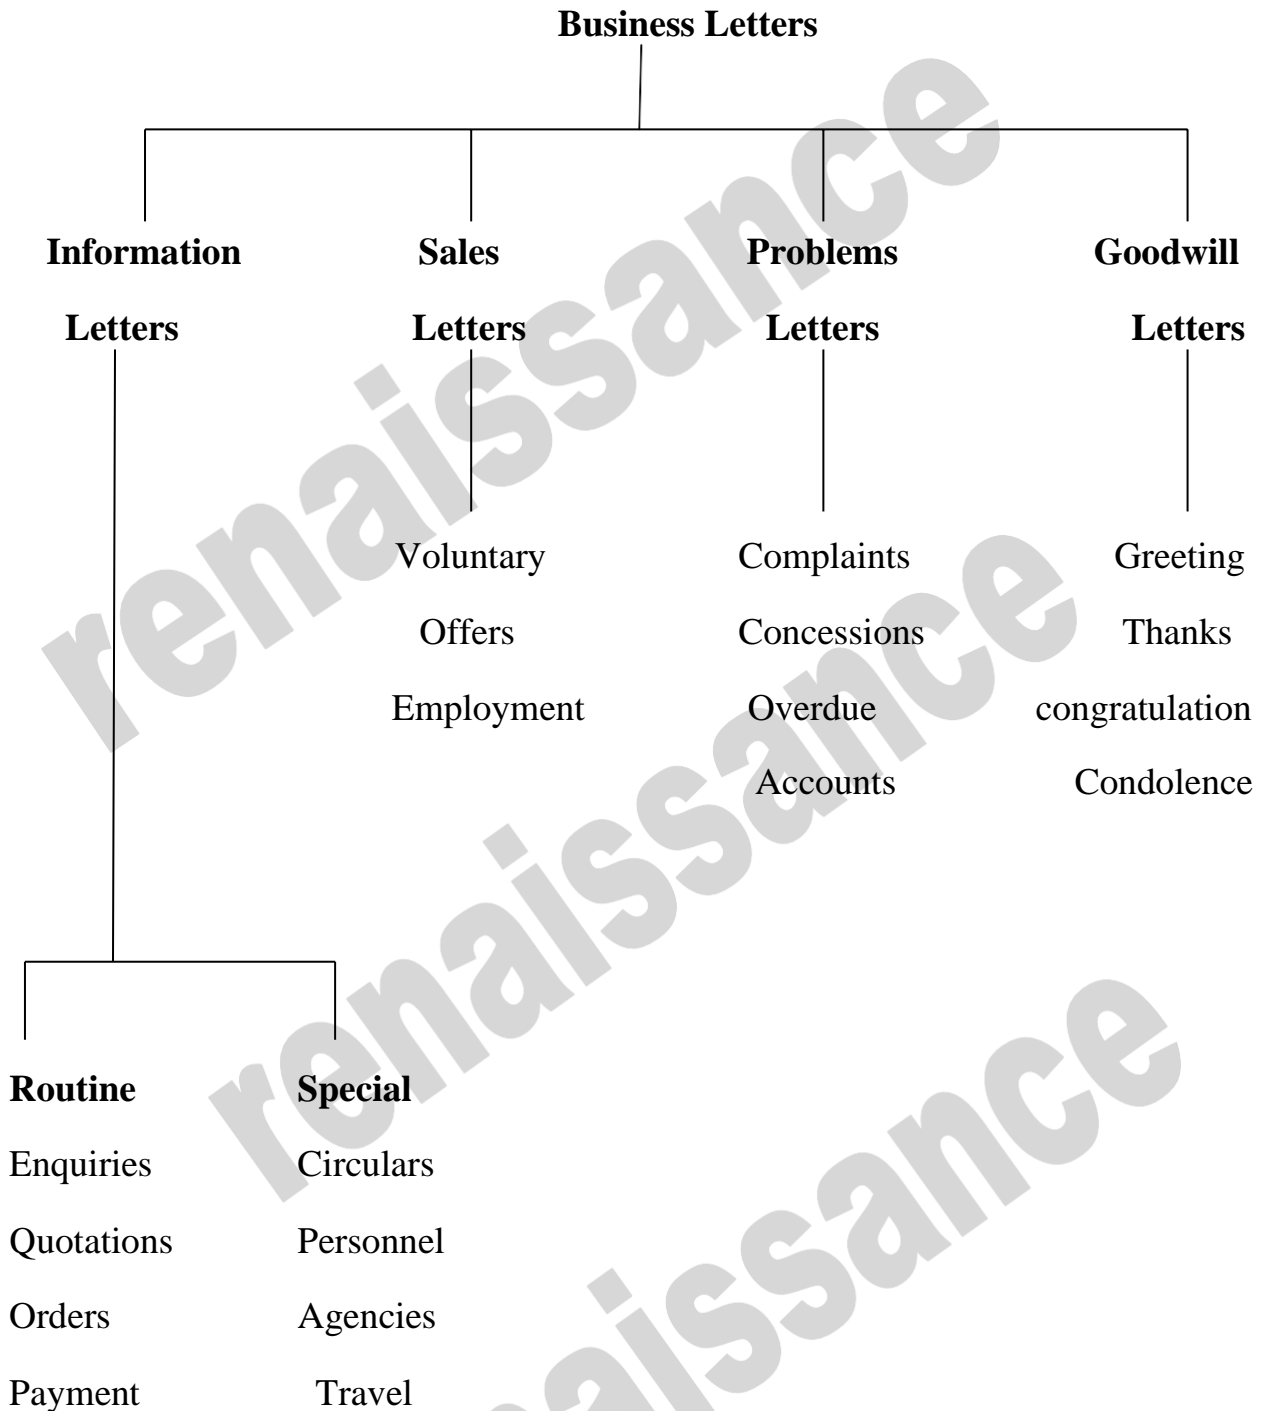 Business Letters
Information Sales Problems Goodwill
Letters Letters Letters Letters
Voluntary Complaints Greeting
Offers Concessions Thanks
Employment Overdue congratulation
Accounts Condolence
Routine Special
Enquiries Circulars
Quotations Personnel
Orders Agencies
Payment Travel
renaissance
renaissance
renaissance